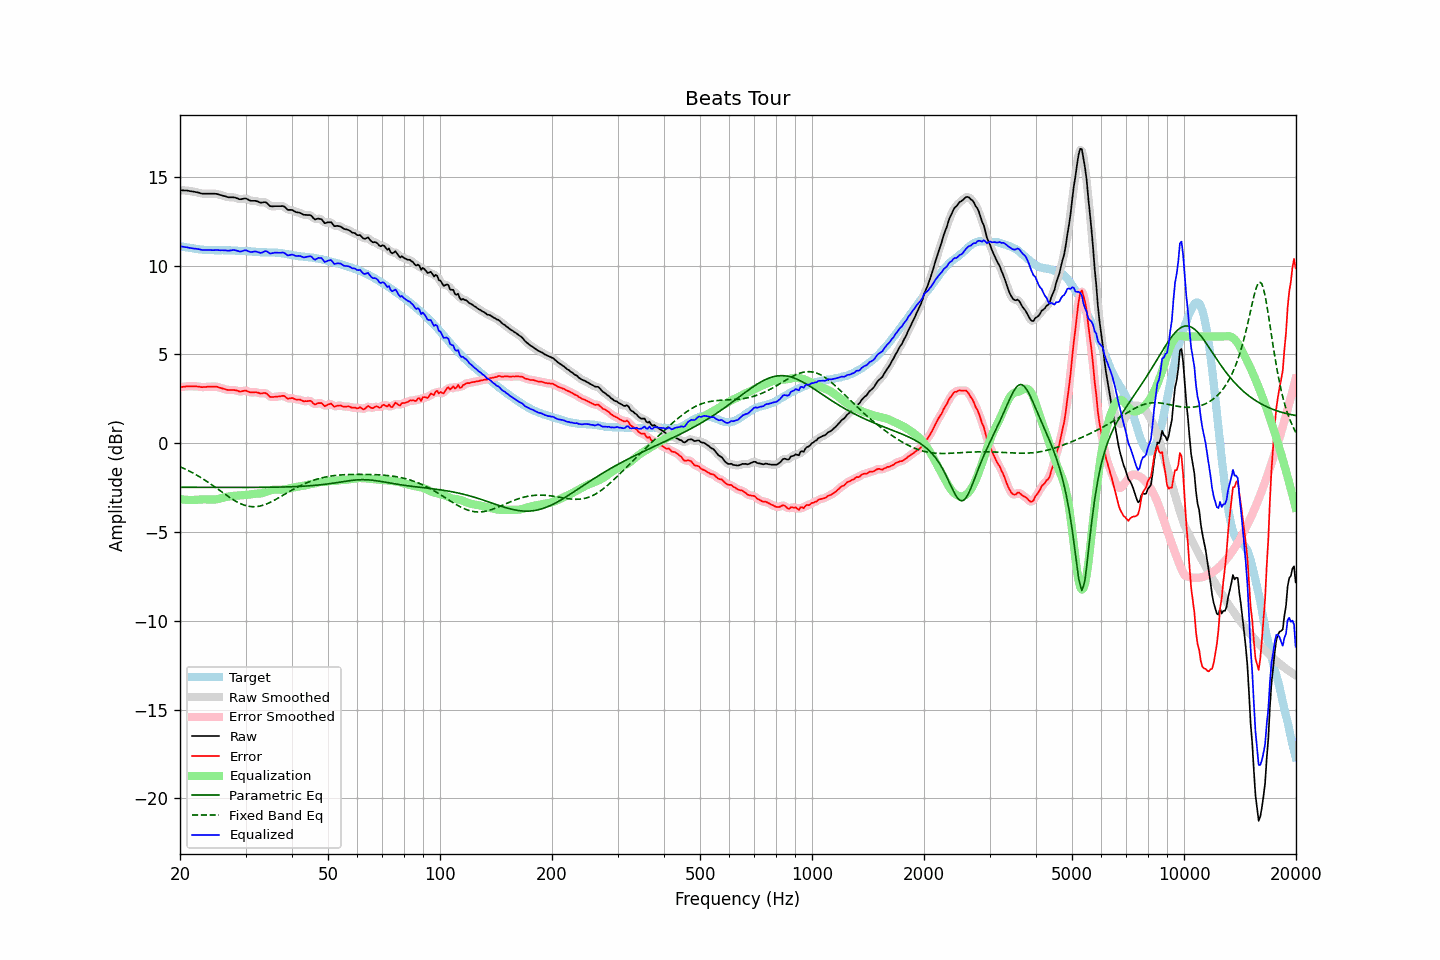 Beats Tour
Amplitude (dBr)
15
10
5
0
−5
−10
−15
−20
Target
Raw Smoothed
Error Smoothed
Raw
Error
Equalization
Parametric Eq
Fixed Band Eq
Equalized
20 50 100 200 500 1000 2000 5000 10000 20000
Frequency (Hz)